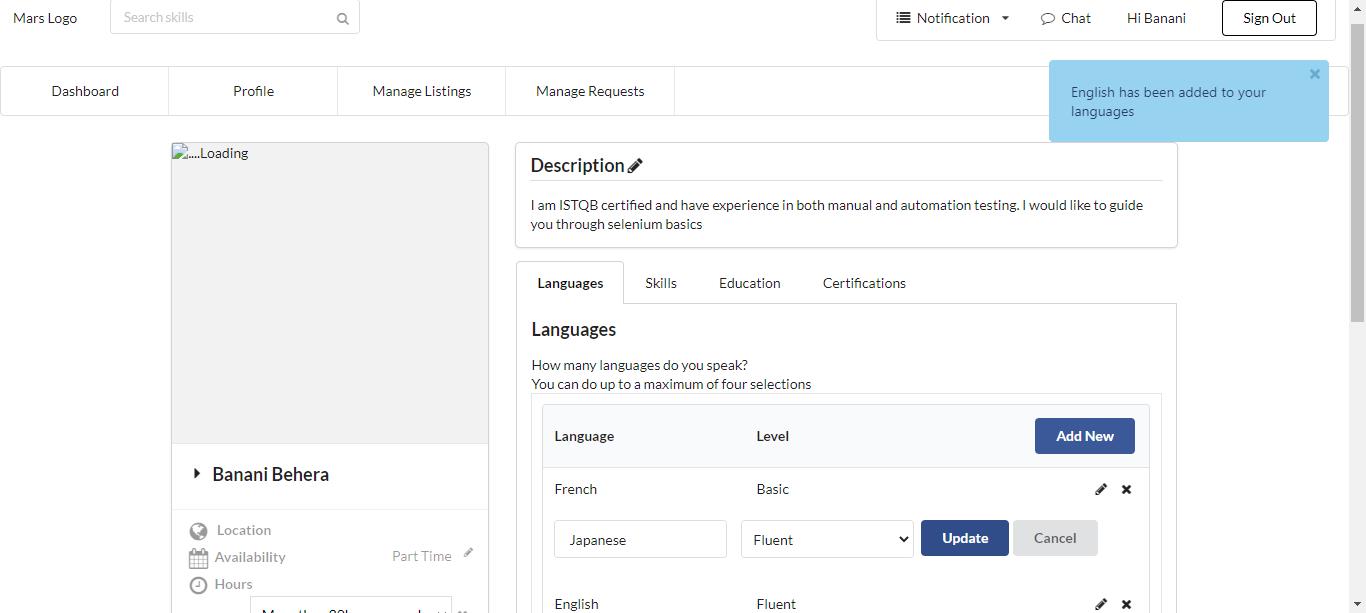 Mars Logo
Search skills
Notification
Chat
Hi Banani
Sign Out
Dashboard
Profile
Manage Listings
Manage Requests
English has been added to your
languages
....Loading
Description
I am ISTQB certified and have experience in both manual and automation testing. I would like to guide
you through selenium basics
Languages
Skills
Education
Certifications
Languages
How many languages do you speak?
You can do up to a maximum of four selections
Language
Level
Add New
French
Basic
Japanese
Fluent
Update
Cancel
English
Fluent
Banani Behera
Location
Availability
Part Time
Hours